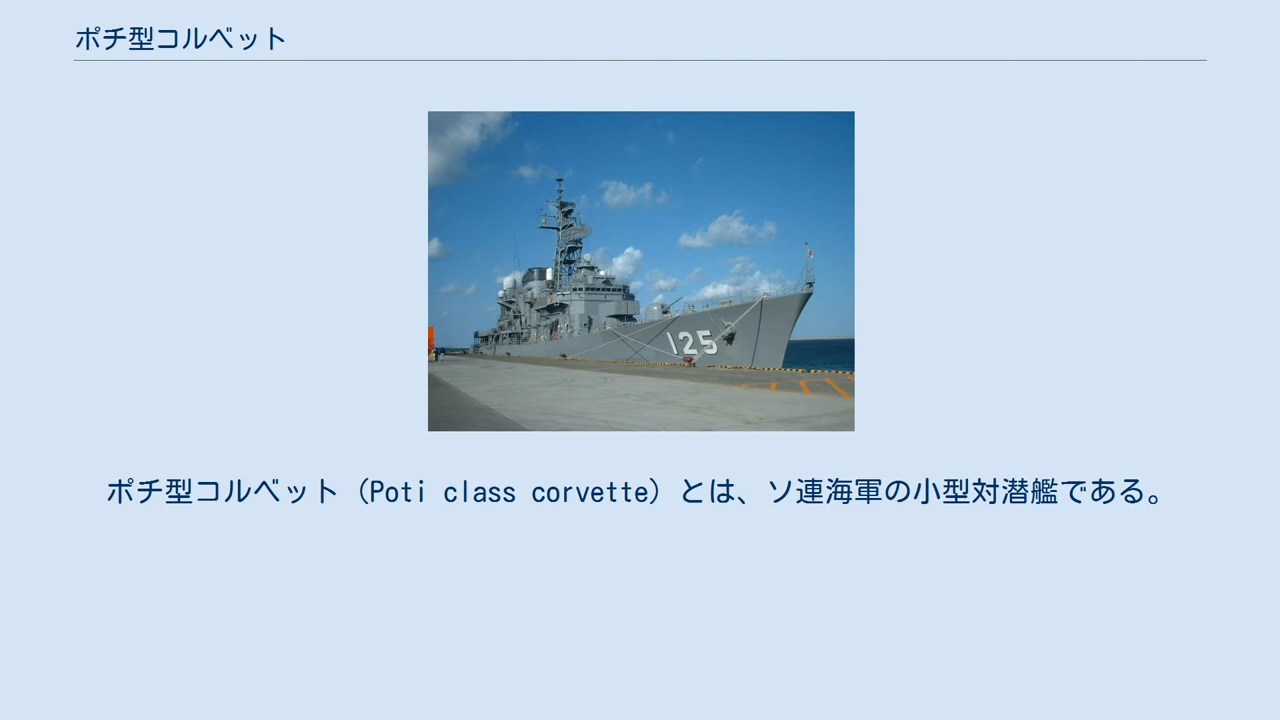 ポチ型コルベット
125
ポチ型コルベット（Poti class corvette）とは、ソ連海軍の小型対潜艦である。